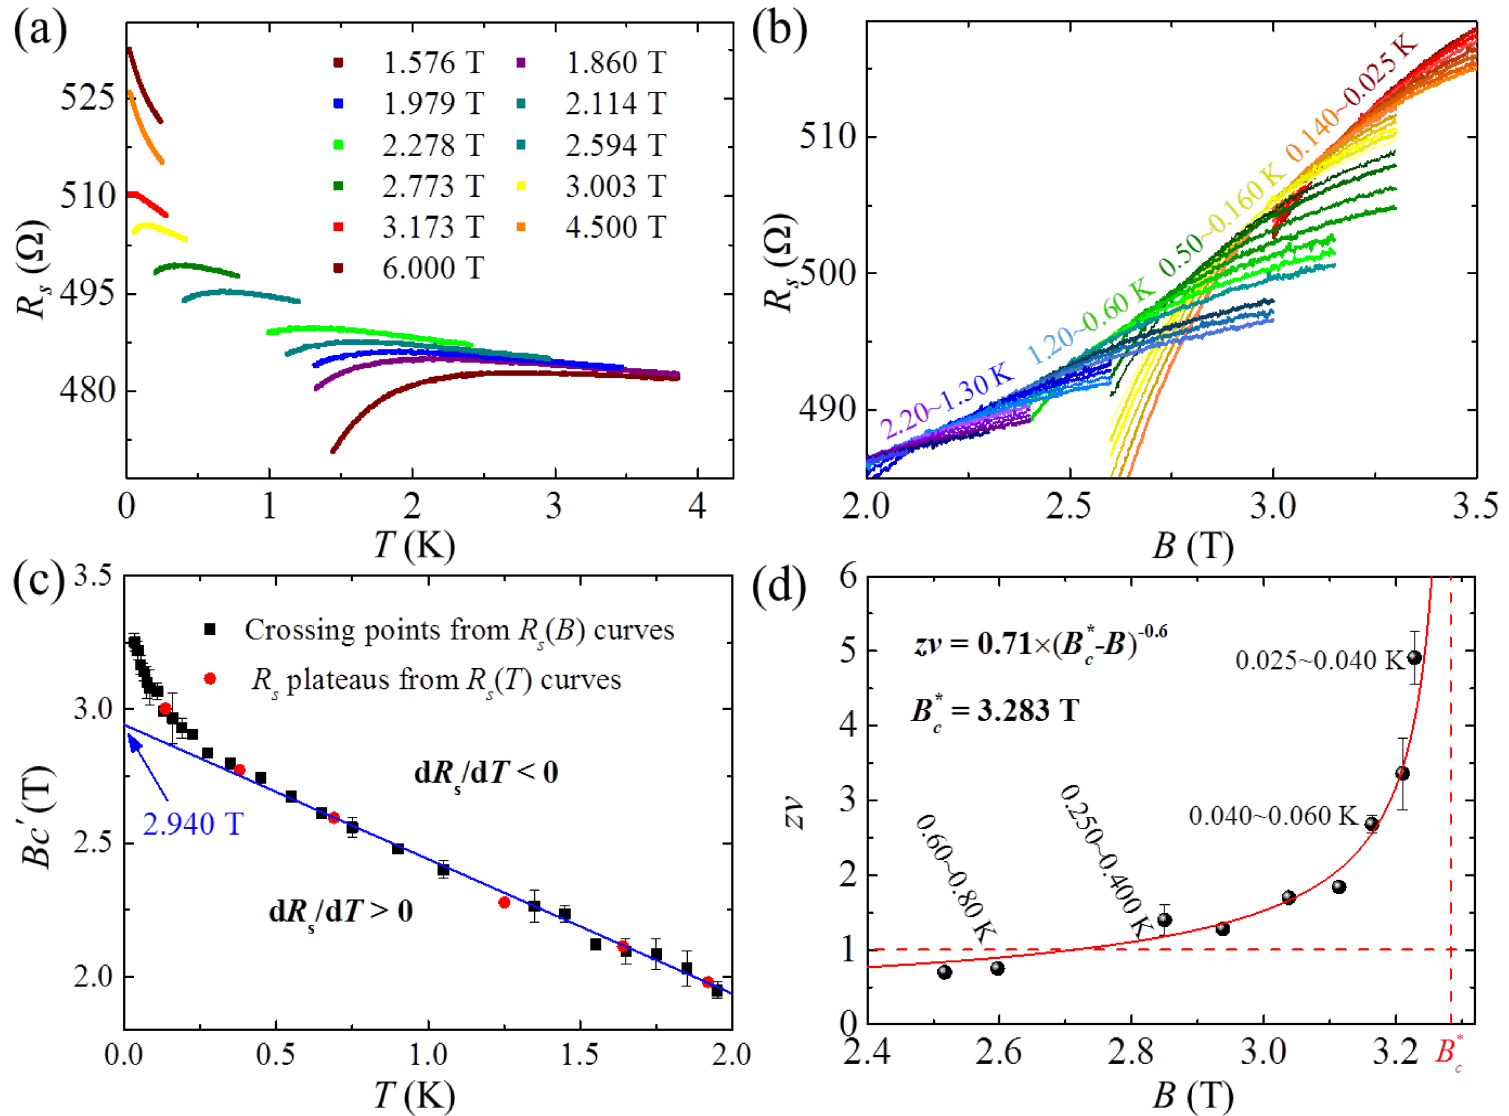 (a)
1.576 T
1.860 T
1.979 T
2.114 T
2.278 T
2.594 T
2.773 T
3.003 T
3.173 T
4.500 T
6.000 T
525
510
495
480
R_s (Ω)
0 1 2 3 4
T (K)
(b)
0.140~0.025 K
0.50~0.160 K
1.20~0.60 K
2.20~1.30 K
510
500
490
R_s (Ω)
2.0 2.5 3.0 3.5
B (T)
(c)
3.5
3.0
2.5
2.0
Bc′ (T)
Crossing points from R_s(B) curves
R_s plateaus from R_s(T) curves
dR_s/dT < 0
2.940 T
dR_s/dT > 0
0.0 0.5 1.0 1.5 2.0
T (K)
(d)
6
5
4
3
2
1
0
zν
zν = 0.71×(B_c^*-B)^-0.6
B_c^* = 3.283 T
0.025~0.040 K
0.040~0.060 K
0.250~0.400 K
0.60~0.80 K
2.4 2.6 2.8 3.0 3.2 B_c^*
B (T)